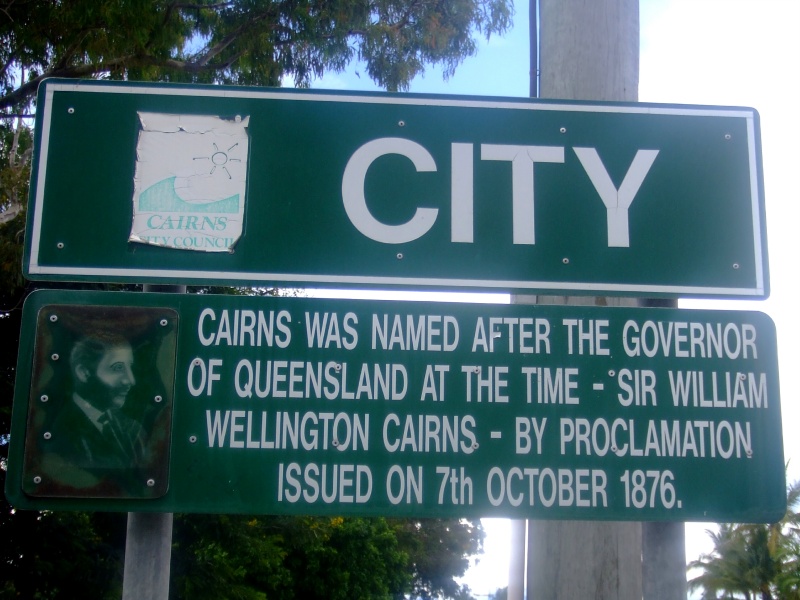 CITY
CAIRNS
CITY COUNCIL
CAIRNS WAS NAMED AFTER THE GOVERNOR
OF QUEENSLAND AT THE TIME - SIR WILLIAM
WELLINGTON CAIRNS - BY PROCLAMATION
ISSUED ON 7th OCTOBER 1876.